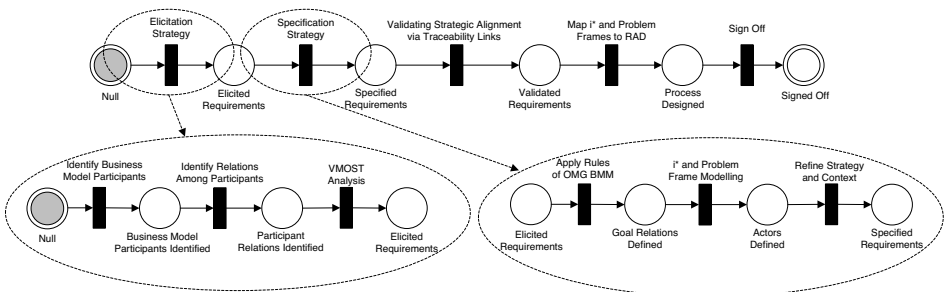 Elicitation
Strategy
Specification
Strategy
Validating Strategic Alignment
via Traceability Links
Map i* and Problem
Frames to RAD
Sign Off
Null
Elicited
Requirements
Specified
Requirements
Validated
Requirements
Process
Designed
Signed Off
Identify Business
Model Participants
Identify Relations
Among Participants
VMOST
Analysis
Null
Business Model
Participants Identified
Participant
Relations Identified
Elicited
Requirements
Apply Rules
of OMG BMM
i* and Problem
Frame Modelling
Refine Strategy
and Context
Elicited
Requirements
Goal Relations
Defined
Actors
Defined
Specified
Requirements